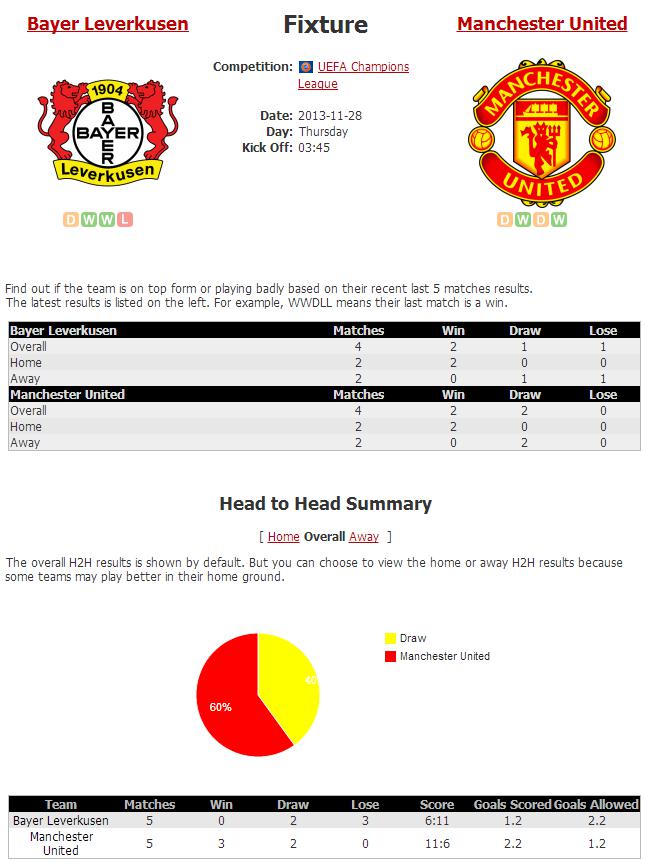 Bayer Leverkusen
Fixture
Manchester United
Competition: UEFA Champions
League
Date: 2013-11-28
Day: Thursday
Kick Off: 03:45
1904
BAYER
BAYER
Leverkusen
MANCHESTER
UNITED
D W W L
D W D W
Find out if the team is on top form or playing badly based on their recent last 5 matches results.
The latest results is listed on the left. For example, WWDLL means their last match is a win.
Bayer Leverkusen Matches Win Draw Lose
Overall 4 2 1 1
Home 2 2 0 0
Away 2 0 1 1
Manchester United Matches Win Draw Lose
Overall 4 2 2 0
Home 2 2 0 0
Away 2 0 2 0
Head to Head Summary
[ Home Overall Away ]
The overall H2H results is shown by default. But you can choose to view the home or away H2H results because
some teams may play better in their home ground.
Draw
Manchester United
60%
Team Matches Win Draw Lose Score Goals Scored Goals Allowed
Bayer Leverkusen 5 0 2 3 6:11 1.2 2.2
Manchester
United 5 3 2 0 11:6 2.2 1.2